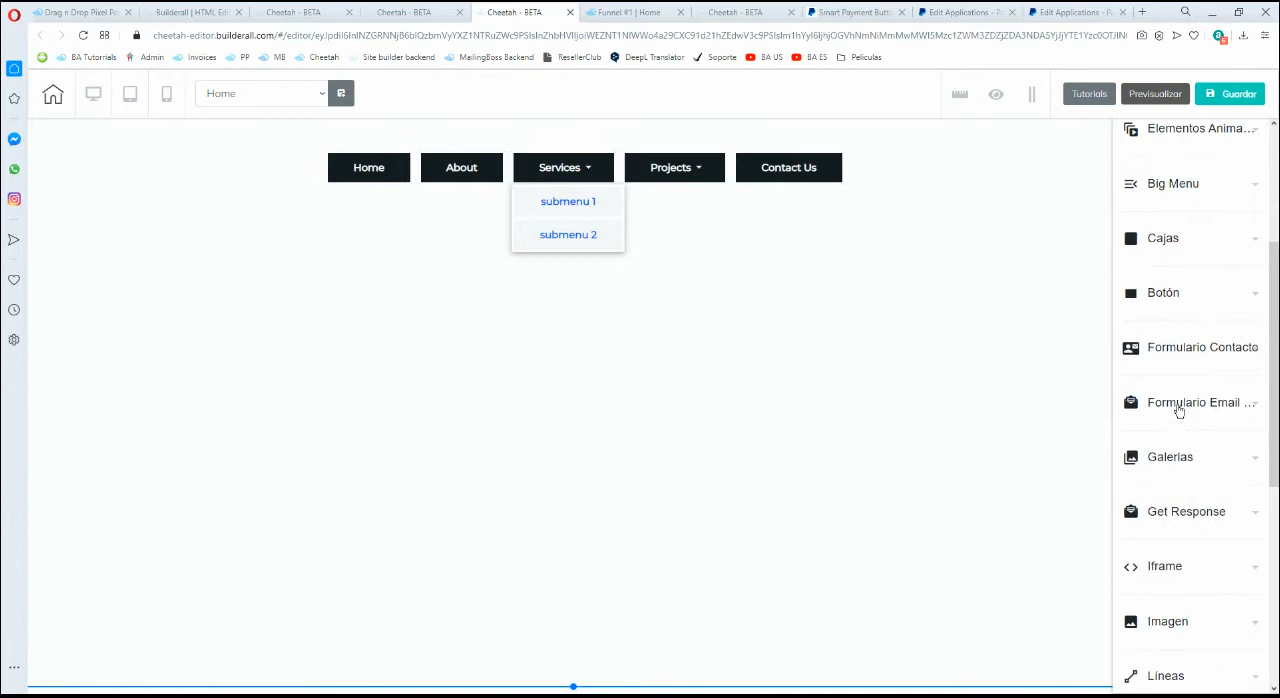 Drag n Drop Pixel Pe
Builderall | HTML Edi
Cheetah - BETA
Cheetah - BETA
Cheetah - BETA
Funnel #1 | Home
Cheetah - BETA
Smart Payment Butt
Edit Applications - Pa
Edit Applications - Pa
cheetah-editor.builderall.com/#/editor/
BA Tutorrials
Admin
Invoices
PP
MB
Cheetah
Site builder backend
MailingBoss Backend
ResellerClub
DeepL Translator
Soporte
BA US
BA ES
Peliculas
Home
Tutorials
Previsualizar
Guardar
Home
About
Services
Projects
Contact Us
submenu 1
submenu 2
Elementos Anima...
Big Menu
Cajas
Botón
Formulario Contacto
Formulario Email ...
Galerias
Get Response
Iframe
Imagen
Líneas